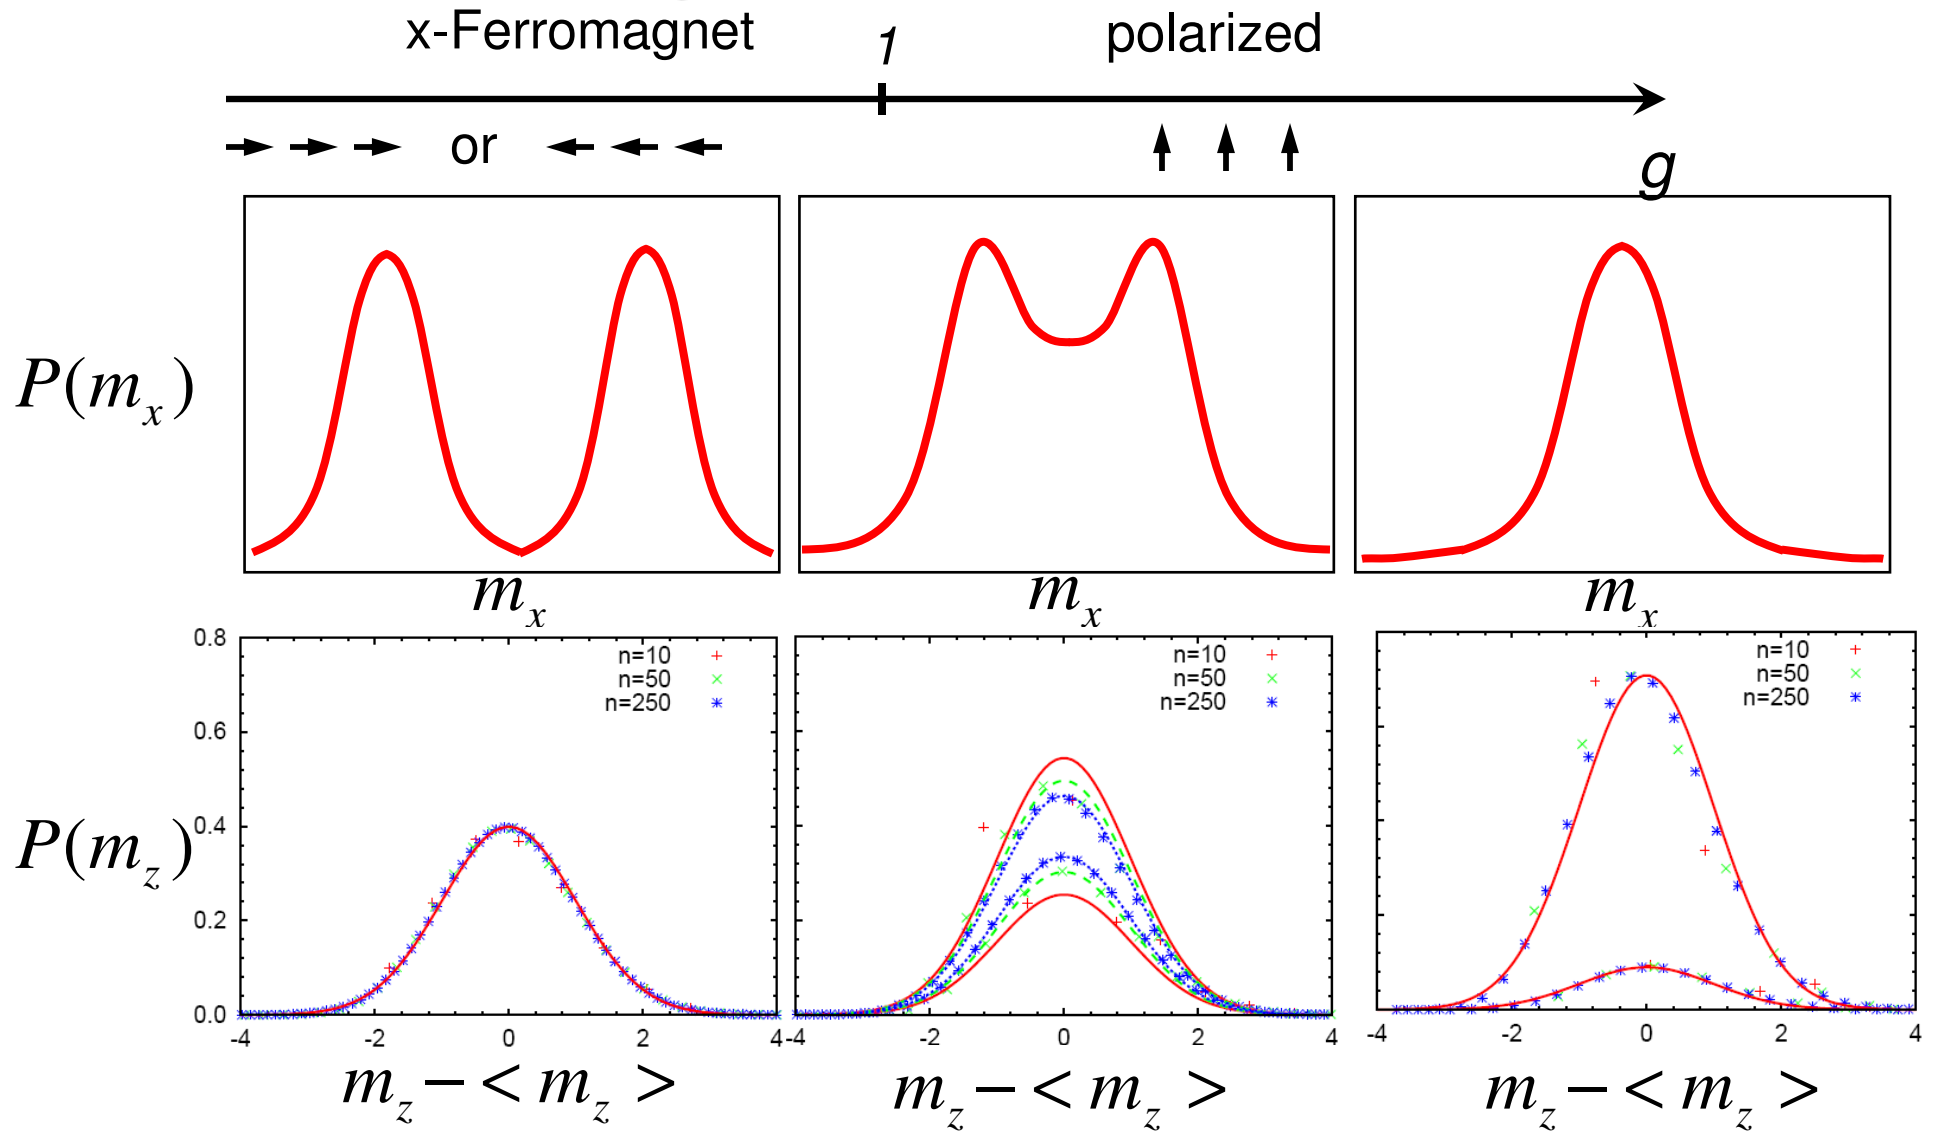 x-Ferromagnet 1 polarized
or
g
P(m_x)
m_x m_x m_x
0.8
0.6
0.4
0.2
0.0
n=10 n=10 n=10
n=50 n=50 n=50
n=250 n=250 n=250
P(m_z)
-4 -2 0 2 4 -4 -2 0 2 4 -4 -2 0 2 4
m_z - < m_z > m_z - < m_z > m_z - < m_z >